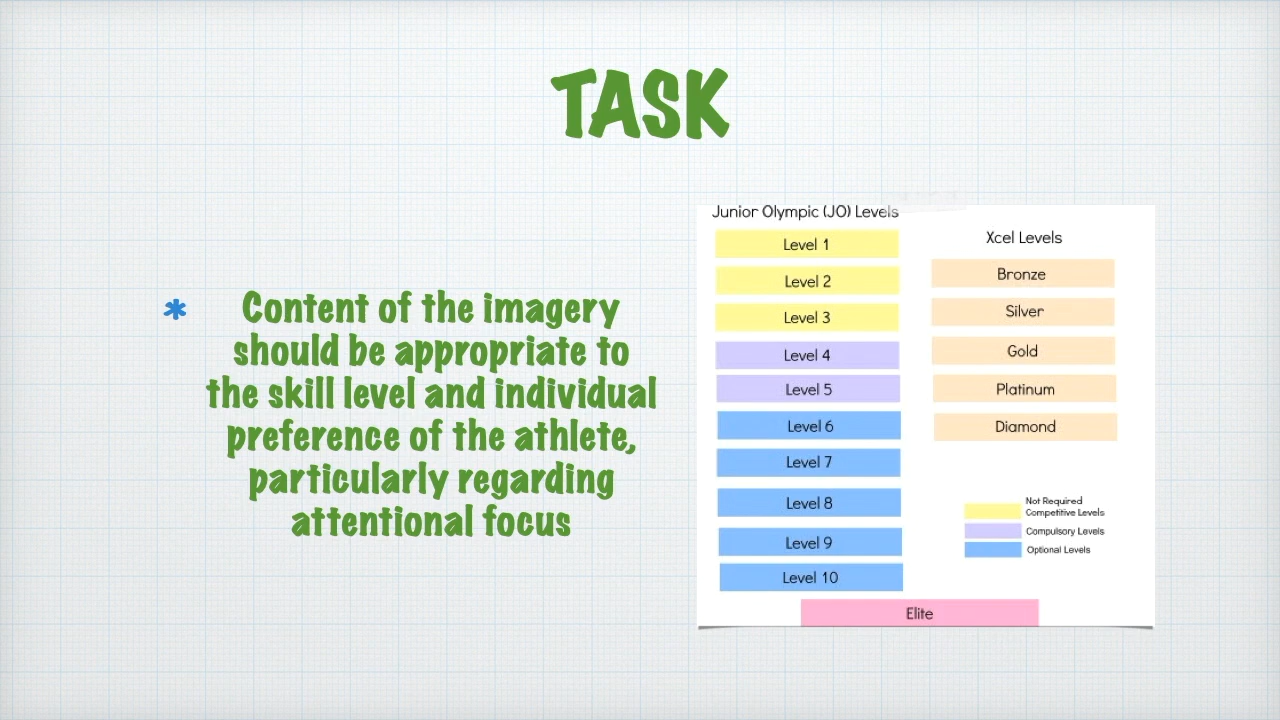 TASK
* Content of the imagery
should be appropriate to
the skill level and individual
preference of the athlete,
particularly regarding
attentional focus
Junior Olympic (JO) Levels
Level 1
Level 2
Level 3
Level 4
Level 5
Level 6
Level 7
Level 8
Level 9
Level 10
Xcel Levels
Bronze
Silver
Gold
Platinum
Diamond
Not Required
Competitive Levels
Compulsory Levels
Optional Levels
Elite